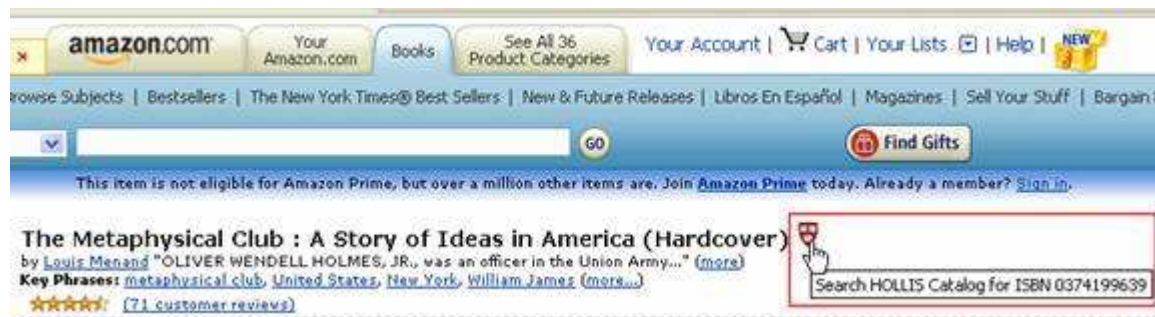 amazon.com Your Amazon.com Books See All 36 Product Categories Your Account | Cart | Your Lists | Help | NEW
rowse Subjects | Bestsellers | The New York Times® Best Sellers | New & Future Releases | Libros En Español | Magazines | Sell Your Stuff | Bargain
GO Find Gifts
This item is not eligible for Amazon Prime, but over a million other items are. Join Amazon Prime today. Already a member? Sign in.
The Metaphysical Club : A Story of Ideas in America (Hardcover)
by Louis Menand "OLIVER WENDELL HOLMES, JR., was an officer in the Union Army..." (more)
Key Phrases: metaphysical club, United States, New York, William James (more...)
Search HOLLIS Catalog for ISBN 0374199639
(71 customer reviews)